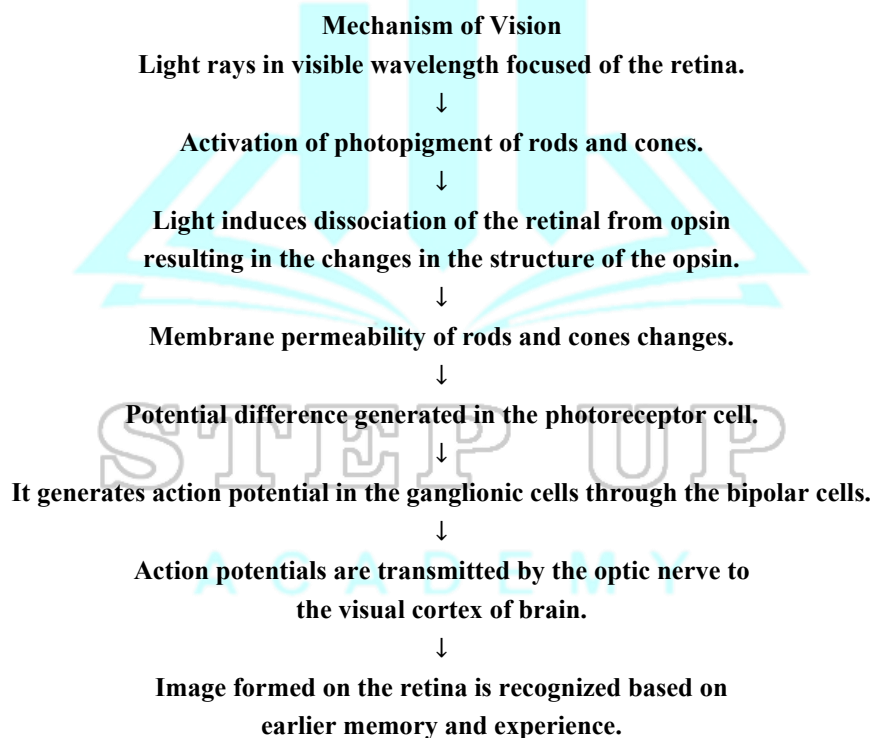 Mechanism of Vision
Light rays in visible wavelength focused of the retina.
↓
Activation of photopigment of rods and cones.
↓
Light induces dissociation of the retinal from opsin
resulting in the changes in the structure of the opsin.
↓
Membrane permeability of rods and cones changes.
↓
Potential difference generated in the photoreceptor cell.
↓
STEP UP
It generates action potential in the ganglionic cells through the bipolar cells.
↓
Action potentials are transmitted by the optic nerve to
ACADEMY
the visual cortex of brain.
↓
Image formed on the retina is recognized based on
earlier memory and experience.